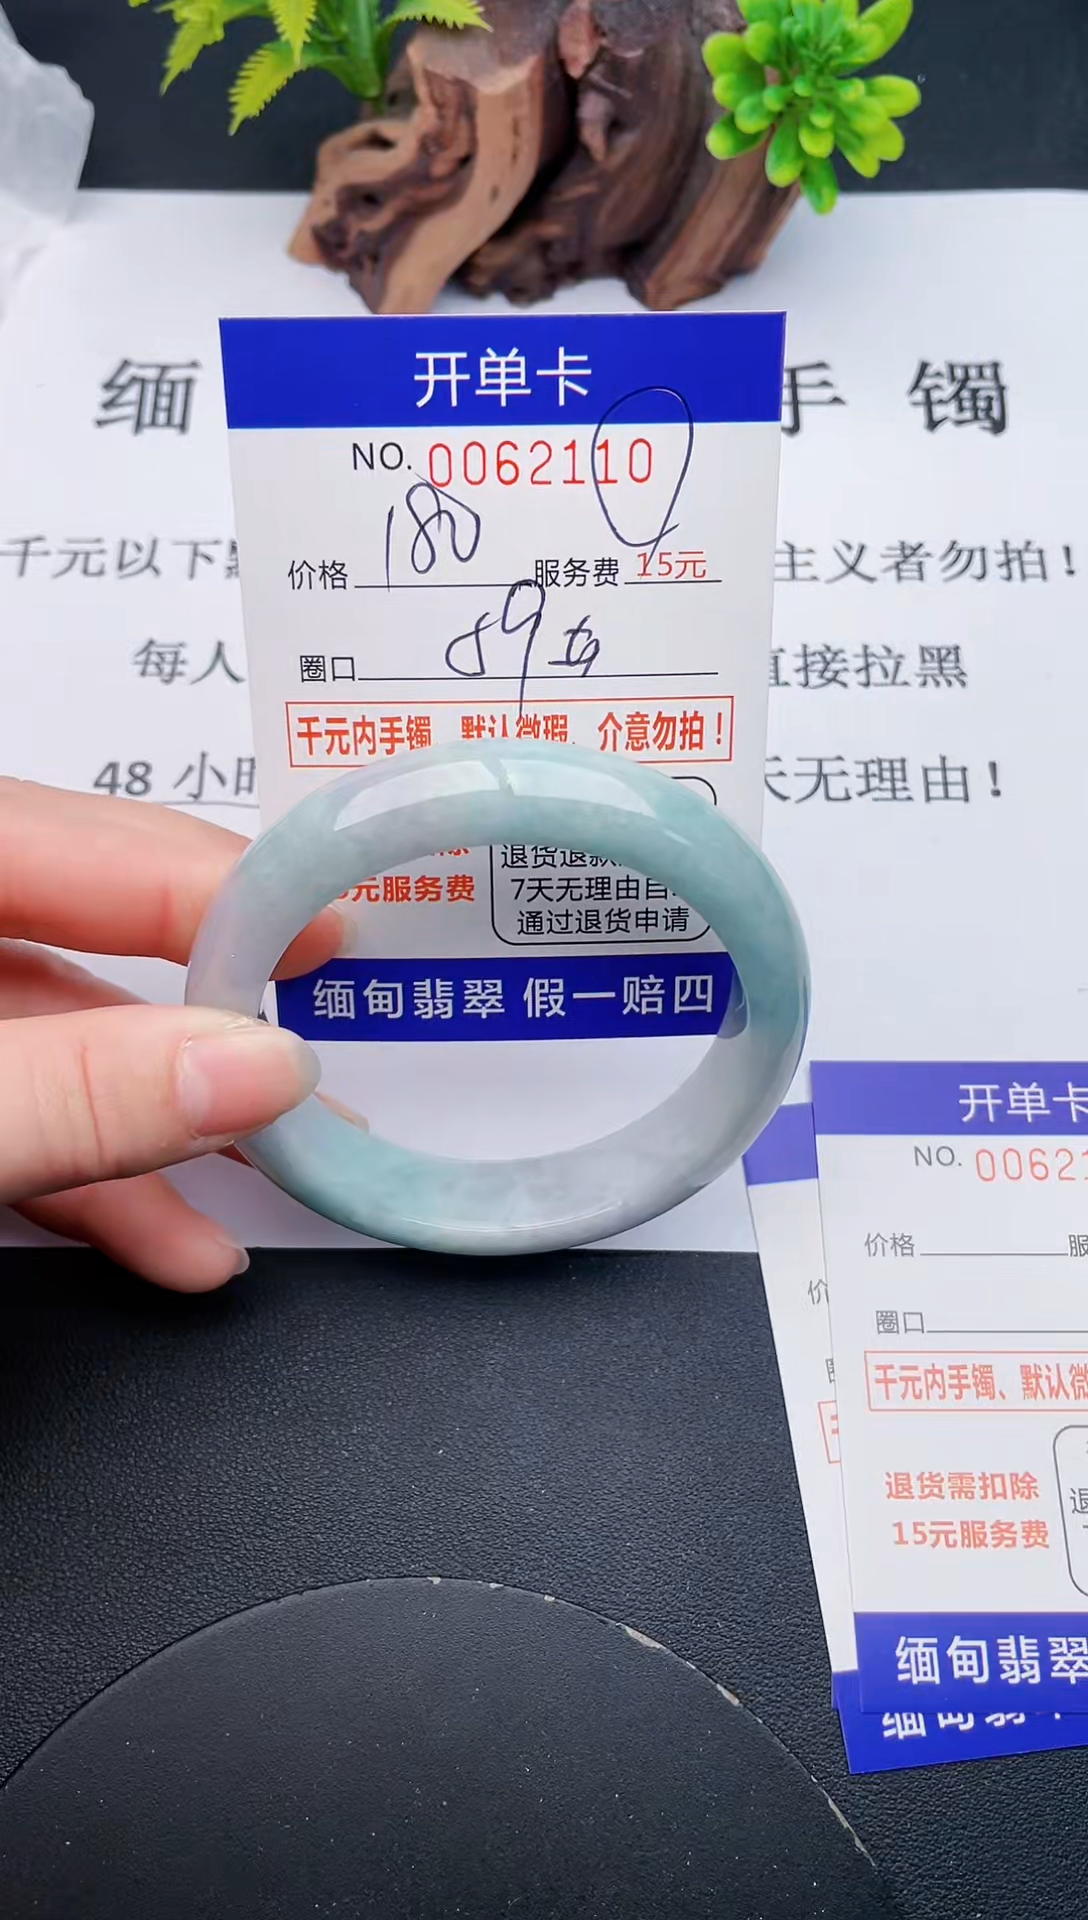 开单卡
缅 手 镯
NO. 0062110
价格 180 服务费 15元
千元以下 主义者勿拍！
圈口 59
每人 直接拉黑
千元内手镯、默认微瑕、介意勿拍！
48 小时 天无理由！
退货退款
元服务费
7天无理由自
通过退货申请
缅甸翡翠 假一赔四
开单卡
NO. 00621
价格
圈口
千元内手镯、默认微
退货需扣除
15元服务费
缅甸翡翠
缅甸翡